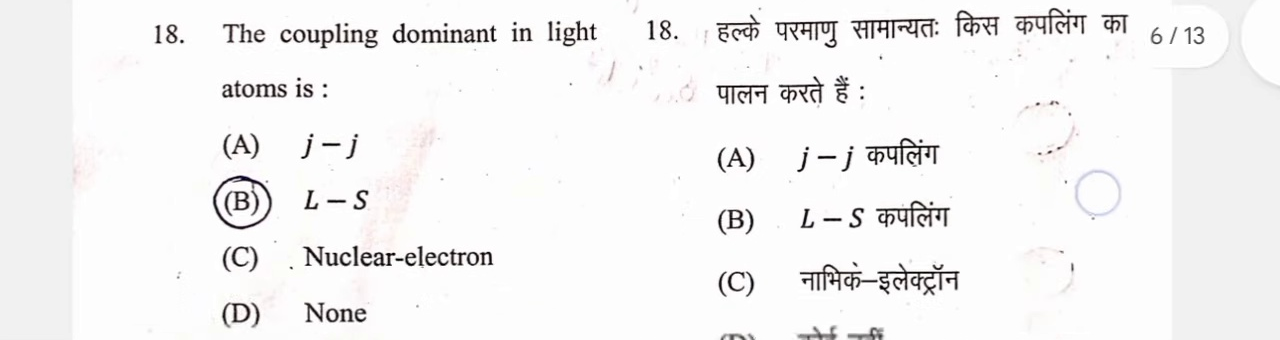 18. The coupling dominant in light
atoms is :
(A) j – j
(B) L – S
(C) Nuclear-electron
(D) None
18. हल्के परमाणु सामान्यतः किस कपलिंग का
पालन करते हैं :
(A) j – j कपलिंग
(B) L – S कपलिंग
(C) नाभिक–इलेक्ट्रॉन
6 / 13